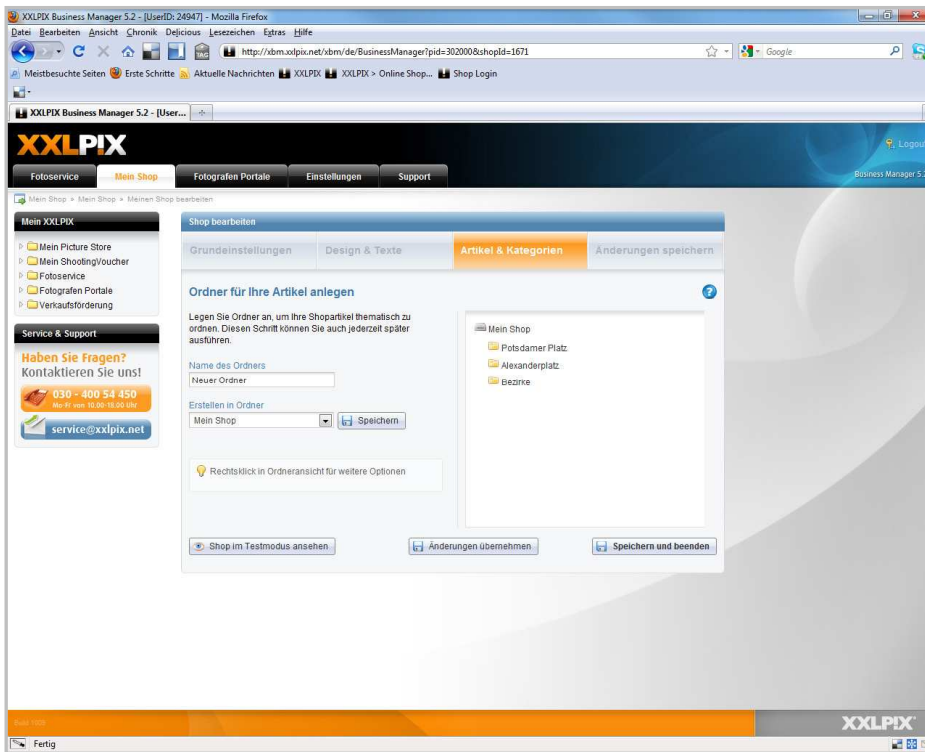 XXLPIX Business Manager 5.2 - [UserID: 24947] - Mozilla Firefox
Datei Bearbeiten Ansicht Chronik Delicious Lesezeichen Extras Hilfe
TAG
http://xbm.xxlpix.net/xbm/de/BusinessManager?pid=302000&shopId=1671
Google
Meistbesuchte Seiten Erste Schritte Aktuelle Nachrichten XXLPIX XXLPIX > Online Shop... Shop Login
XXLPIX Business Manager 5.2 - [User...
XXLP!X
Logout
Fotoservice Mein Shop Fotografen Portale Einstellungen Support
Business Manager 5.2
Mein Shop » Mein Shop » Meinen Shop bearbeiten
Mein XXLPIX
Mein Picture Store
Mein ShootingVoucher
Fotoservice
Fotografen Portale
Verkaufsförderung
Service & Support
Haben Sie Fragen?
Kontaktieren Sie uns!
030 - 400 54 450
Mo-Fr von 10.00-18.00 Uhr
service@xxlpix.net
Shop bearbeiten
Grundeinstellungen Design & Texte Artikel & Kategorien Änderungen speichern
Ordner für Ihre Artikel anlegen
Legen Sie Ordner an, um Ihre Shopartikel thematisch zu
ordnen. Diesen Schritt können Sie auch jederzeit später
ausführen.
Name des Ordners
Neuer Ordner
Erstellen in Ordner
Mein Shop Speichern
Rechtsklick in Ordneransicht für weitere Optionen
Mein Shop
Potsdamer Platz
Alexanderplatz
Bezirke
Shop im Testmodus ansehen Änderungen übernehmen Speichern und beenden
XXLP!X
Fertig